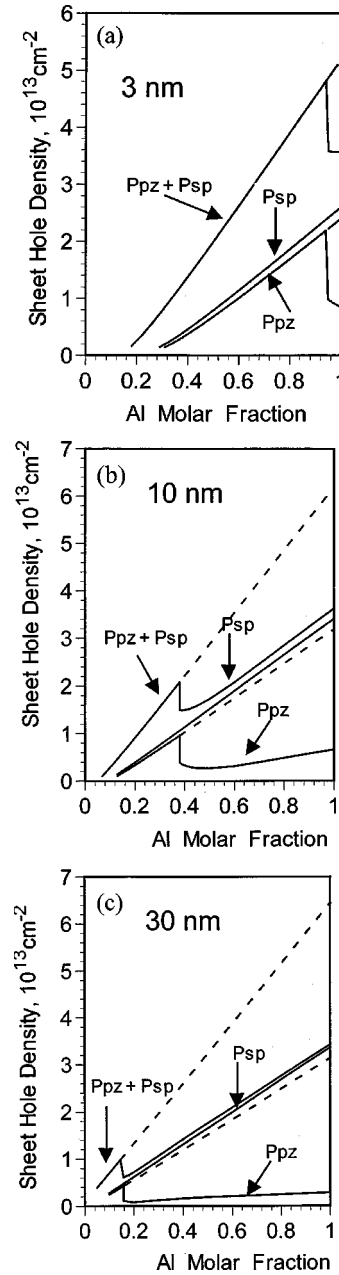 (a)
3 nm
Sheet Hole Density, 10¹³cm⁻²
6
5
4
3
2
1
0
Ppz + Psp
Psp
Ppz
0 0.2 0.4 0.6 0.8 1
Al Molar Fraction
(b)
10 nm
Sheet Hole Density, 10¹³cm⁻²
7
6
5
4
3
2
1
0
Ppz + Psp
Psp
Ppz
0 0.2 0.4 0.6 0.8 1
Al Molar Fraction
(c)
30 nm
Sheet Hole Density, 10¹³cm⁻²
7
6
5
4
3
2
1
0
Ppz + Psp
Psp
Ppz
0 0.2 0.4 0.6 0.8 1
Al Molar Fraction